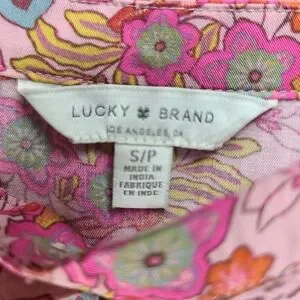 LUCKY BRAND
LOS ANGELES, CA
S/P
MADE IN
INDIA
FABRIQUE
EN INDE